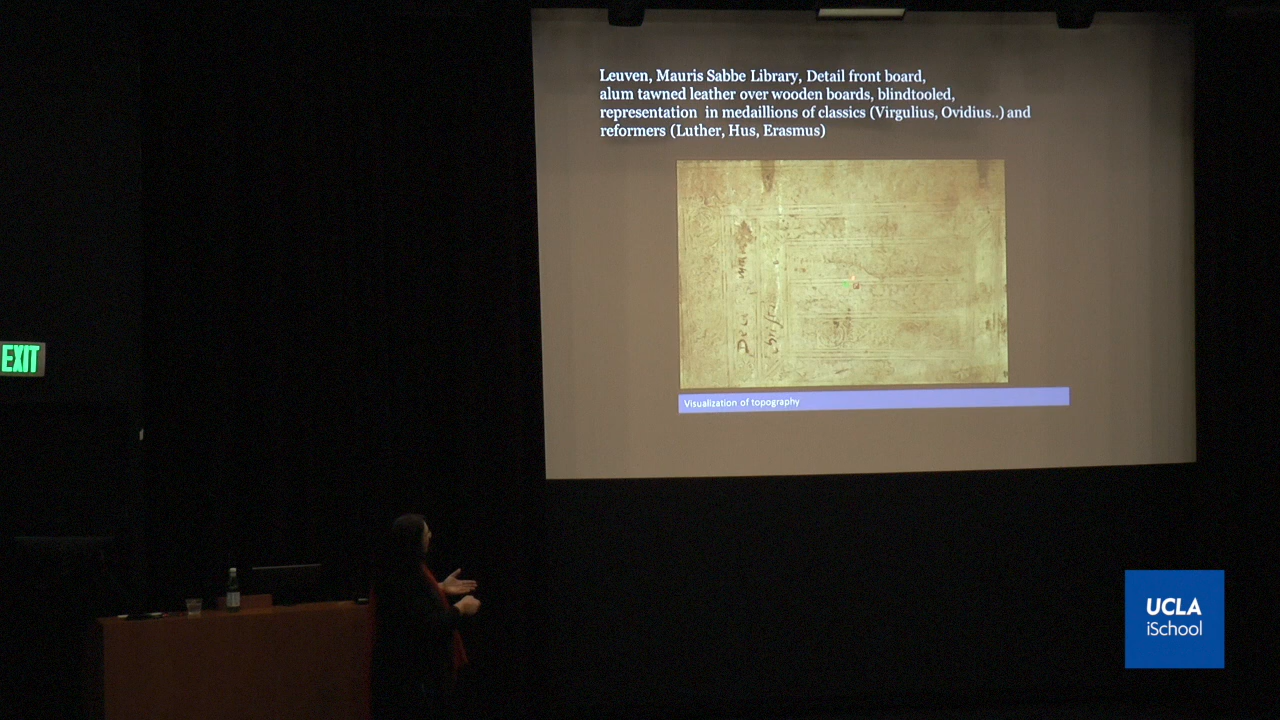 Leuven, Mauris Sabbe Library, Detail front board,
alum tawned leather over wooden boards, blindtooled,
representation in medaillions of classics (Virgulius, Ovidius..) and
reformers (Luther, Hus, Erasmus)
Visualization of topography
EXIT
UCLA
iSchool